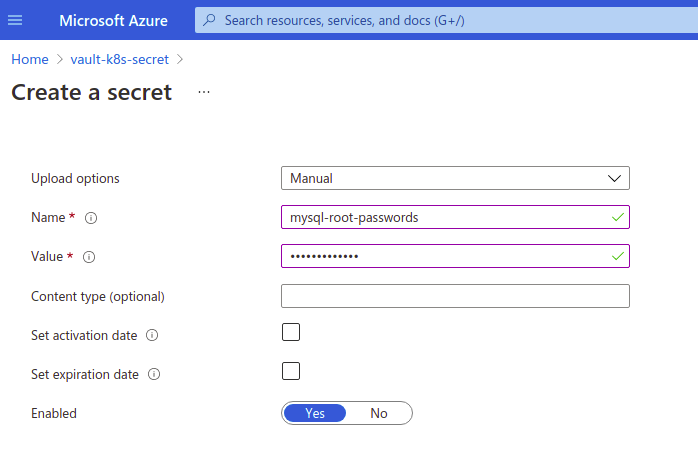 Microsoft Azure
Search resources, services, and docs (G+/)
Home > vault-k8s-secret >
Create a secret ...
Upload options Manual
Name * mysql-root-passwords
Value * •••••••••••••
Content type (optional)
Set activation date
Set expiration date
Enabled Yes No